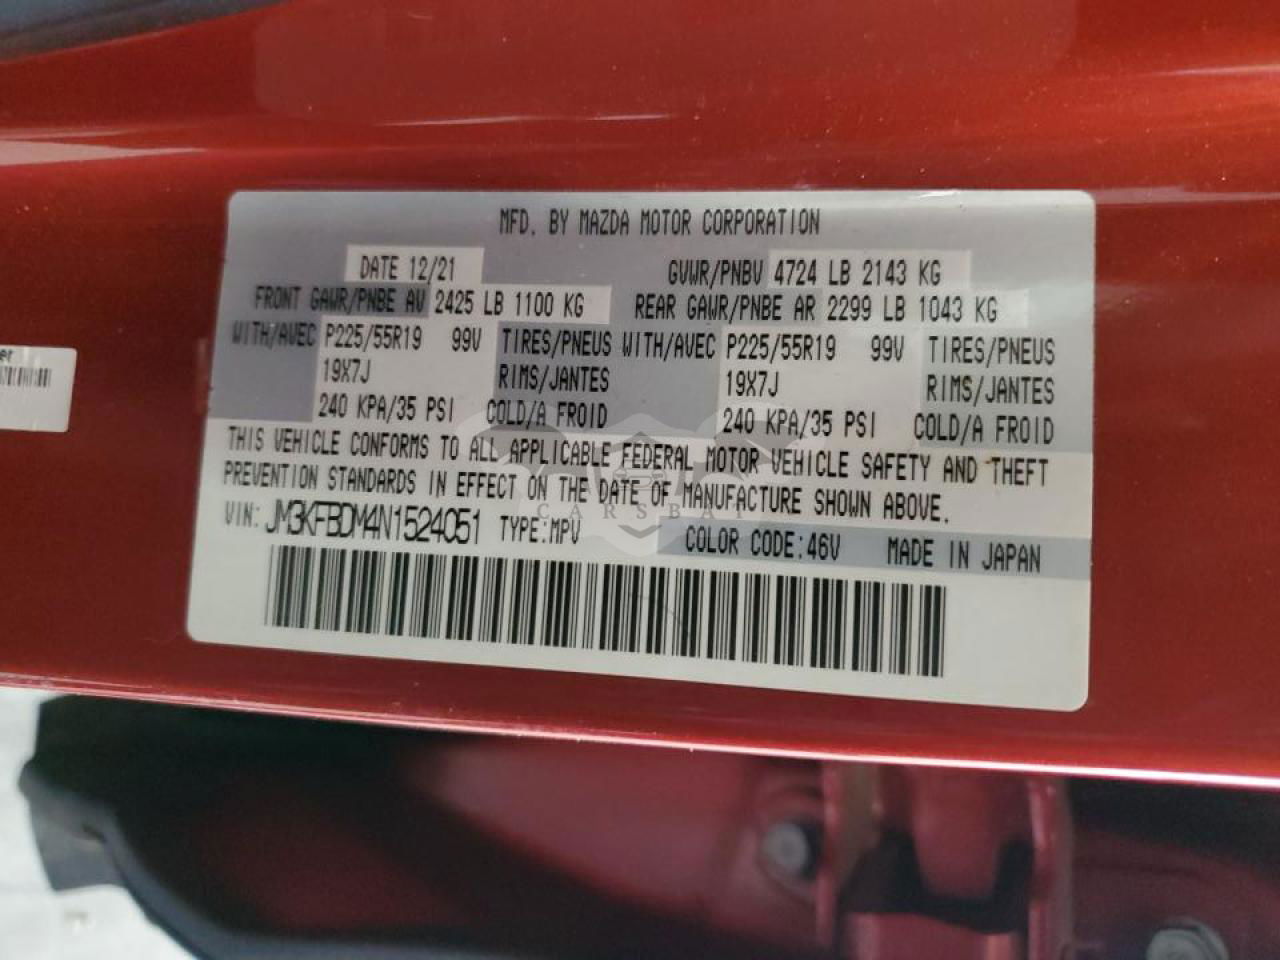 MFD. BY MAZDA MOTOR CORPORATION
DATE 12/21 GVWR/PNBV 4724 LB 2143 KG
FRONT GAWR/PNBE AV 2425 LB 1100 KG REAR GAWR/PNBE AR 2299 LB 1043 KG
WITH/AVEC P225/55R19 99V TIRES/PNEUS WITH/AVEC P225/55R19 99V TIRES/PNEUS
19X7J RIMS/JANTES 19X7J RIMS/JANTES
240 KPA/35 PSI COLD/A FROID 240 KPA/35 PSI COLD/A FROID
THIS VEHICLE CONFORMS TO ALL APPLICABLE FEDERAL MOTOR VEHICLE SAFETY AND THEFT
PREVENTION STANDARDS IN EFFECT ON THE DATE OF MANUFACTURE SHOWN ABOVE.
VIN: JM3KFBDM4N1524051 TYPE:MPV COLOR CODE:46V MADE IN JAPAN
CARSBAT
er